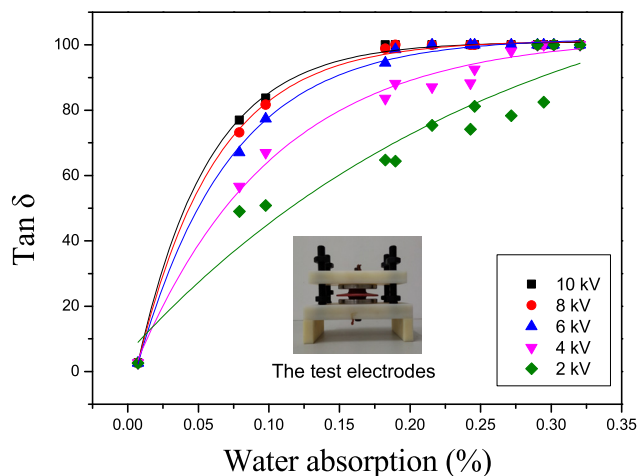 Tan δ
100
80
60
40
20
0
0.00 0.05 0.10 0.15 0.20 0.25 0.30 0.35
Water absorption (%)
The test electrodes
10 kV
8 kV
6 kV
4 kV
2 kV